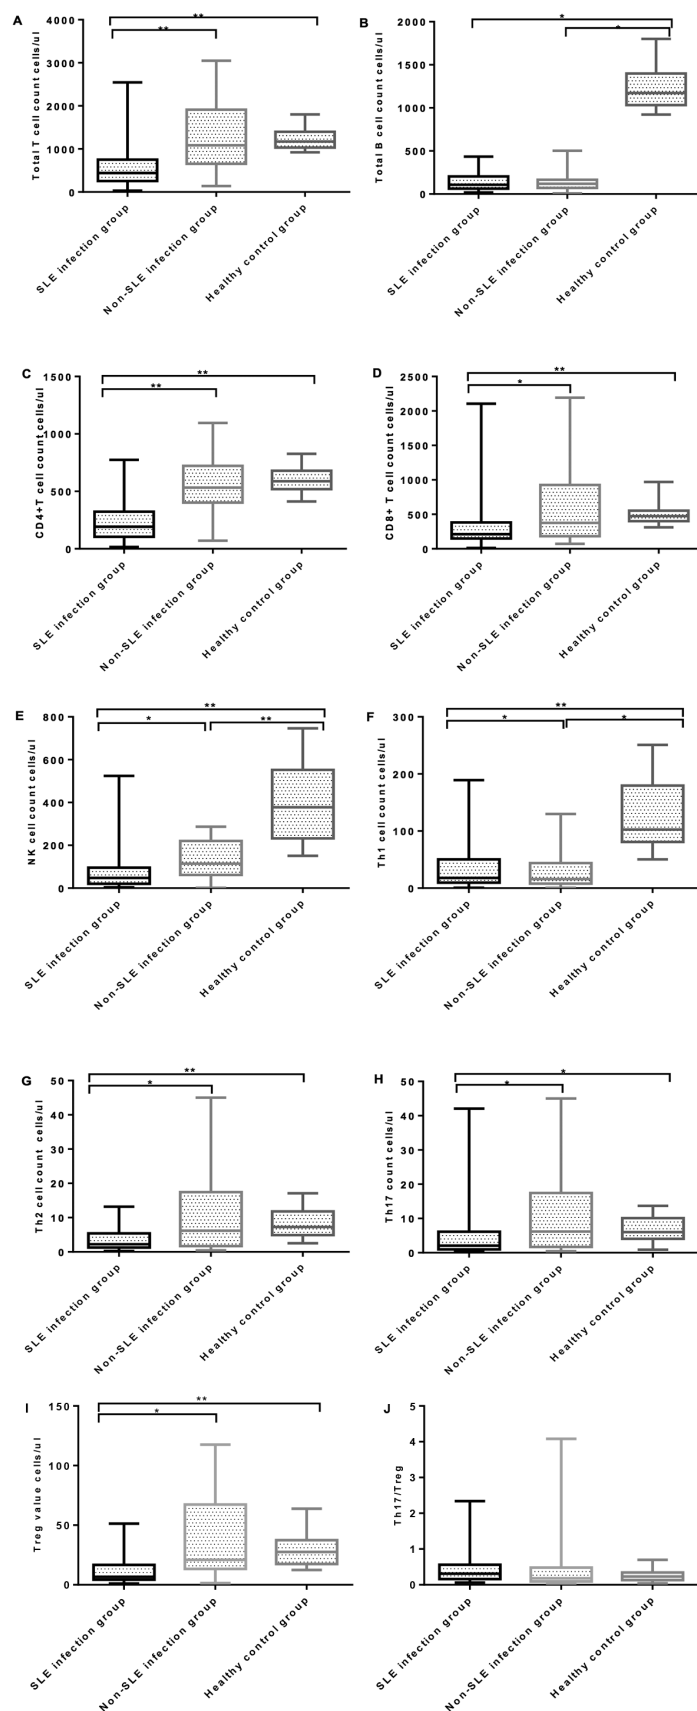 A
Total T cell count cells/ul
4000
3000
2000
1000
0
**
**
SLE infection group
Non-SLE infection group
Healthy control group
B
Total B cell count cells/ul
2000
1500
1000
500
0
*
*
SLE infection group
Non-SLE infection group
Healthy control group
C
CD4+T cell count cells/ul
1500
1000
500
0
**
**
SLE infection group
Non-SLE infection group
Healthy control group
D
CD8+ T cell count cells/ul
2500
2000
1500
1000
500
0
**
*
SLE infection group
Non-SLE infection group
Healthy control group
E
NK cell count cells/ul
800
600
400
200
0
**
*
**
SLE infection group
Non-SLE infection group
Healthy control group
F
Th1 cell count cells/ul
300
200
100
0
**
*
*
SLE infection group
Non-SLE infection group
Healthy control group
G
Th2 cell count cells/ul
50
40
30
20
10
0
**
*
SLE infection group
Non-SLE infection group
Healthy control group
H
Th17 count cells/ul
50
40
30
20
10
0
*
*
SLE infection group
Non-SLE infection group
Healthy control group
I
Treg value cells/ul
150
100
50
0
**
*
SLE infection group
Non-SLE infection group
Healthy control group
J
Th17/Treg
5
4
3
2
1
0
SLE infection group
Non-SLE infection group
Healthy control group